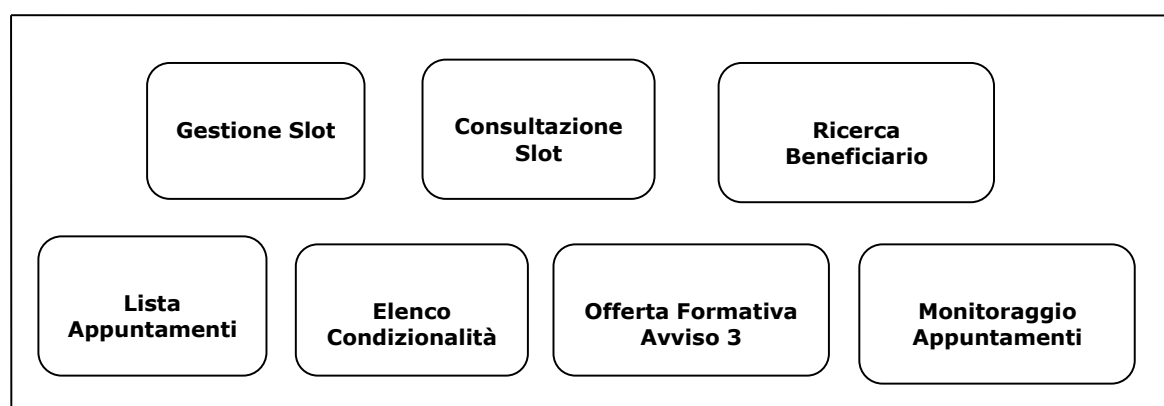 Gestione Slot
Consultazione
Slot
Ricerca
Beneficiario
Lista
Appuntamenti
Elenco
Condizionalità
Offerta Formativa
Avviso 3
Monitoraggio
Appuntamenti